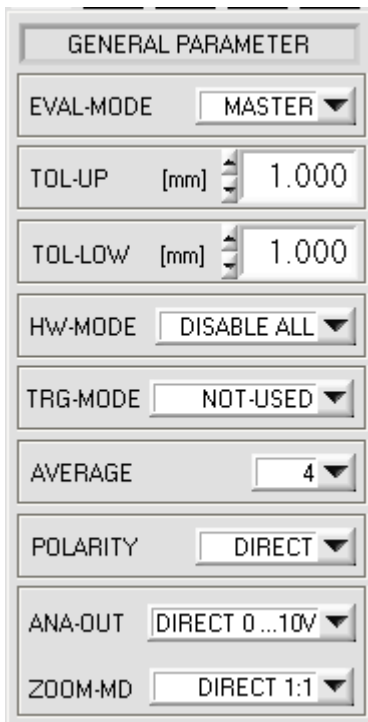 GENERAL PARAMETER
EVAL-MODE MASTER
TOL-UP [mm] 1.000
TOL-LOW [mm] 1.000
HW-MODE DISABLE ALL
TRG-MODE NOT-USED
AVERAGE 4
POLARITY DIRECT
ANA-OUT DIRECT 0 ...10V
ZOOM-MD DIRECT 1:1